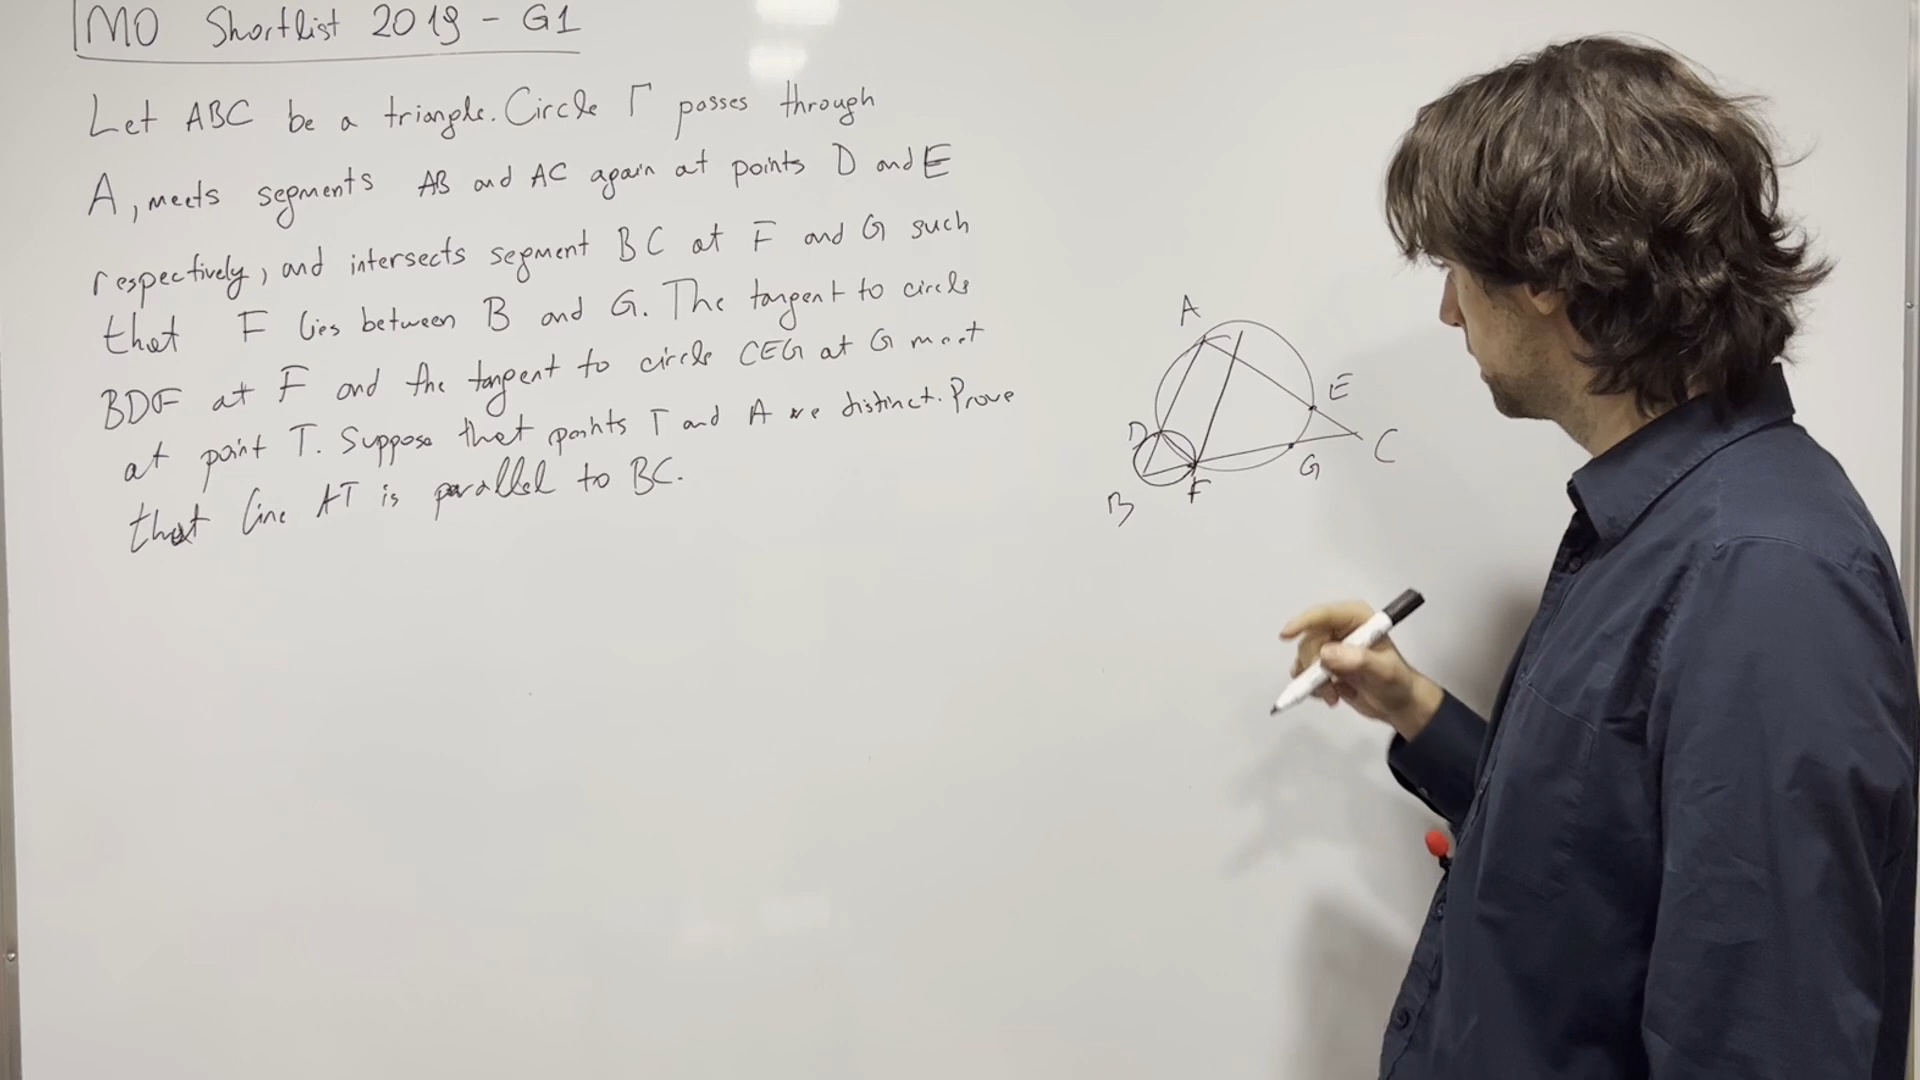 IMO Shortlist 2019 - G1
Let ABC be a triangle. Circle Γ passes through
A, meets segments AB and AC again at points D and E
respectively, and intersects segment BC at F and G such
that F lies between B and G. The tangent to circle
BDF at F and the tangent to circle CEG at G meet
at point T. Suppose that points T and A are distinct. Prove
that line AT is parallel to BC.
A
E
D
C
G
F
B